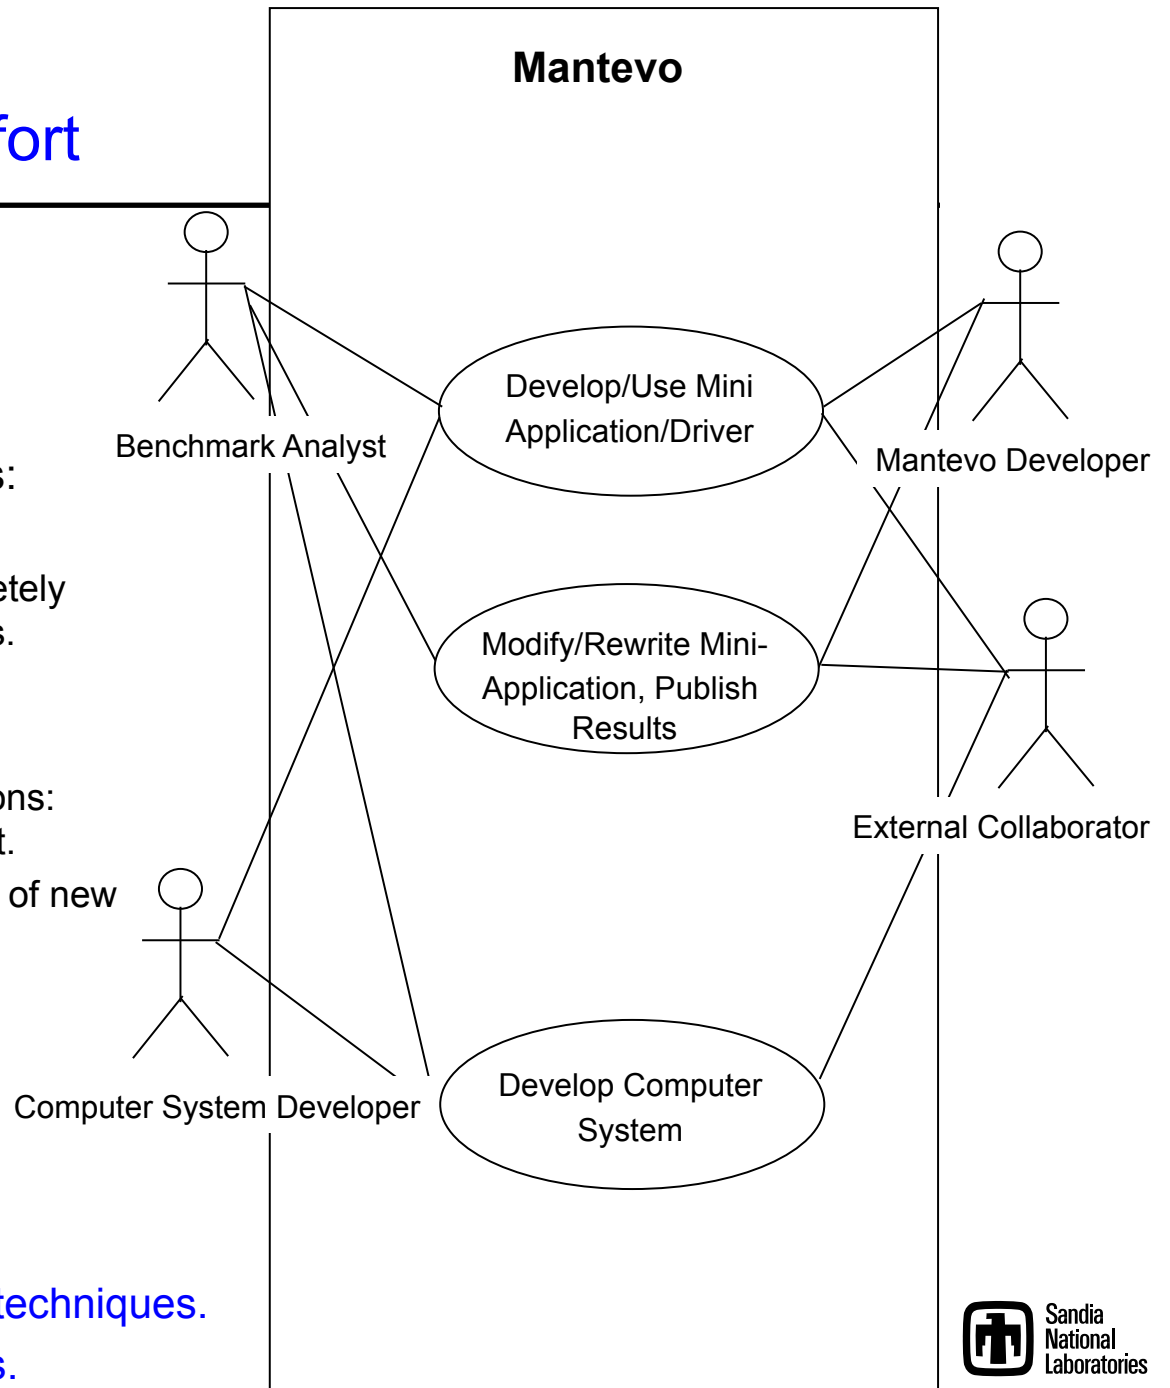 Mantevo
fort
Benchmark Analyst
Develop/Use Mini
Application/Driver
Mantevo Developer
s:
etely
s.
Modify/Rewrite Mini-
Application, Publish
Results
ons:
t.
of new
External Collaborator
Computer System Developer
Develop Computer
System
techniques.
s.
Sandia
National
Laboratories